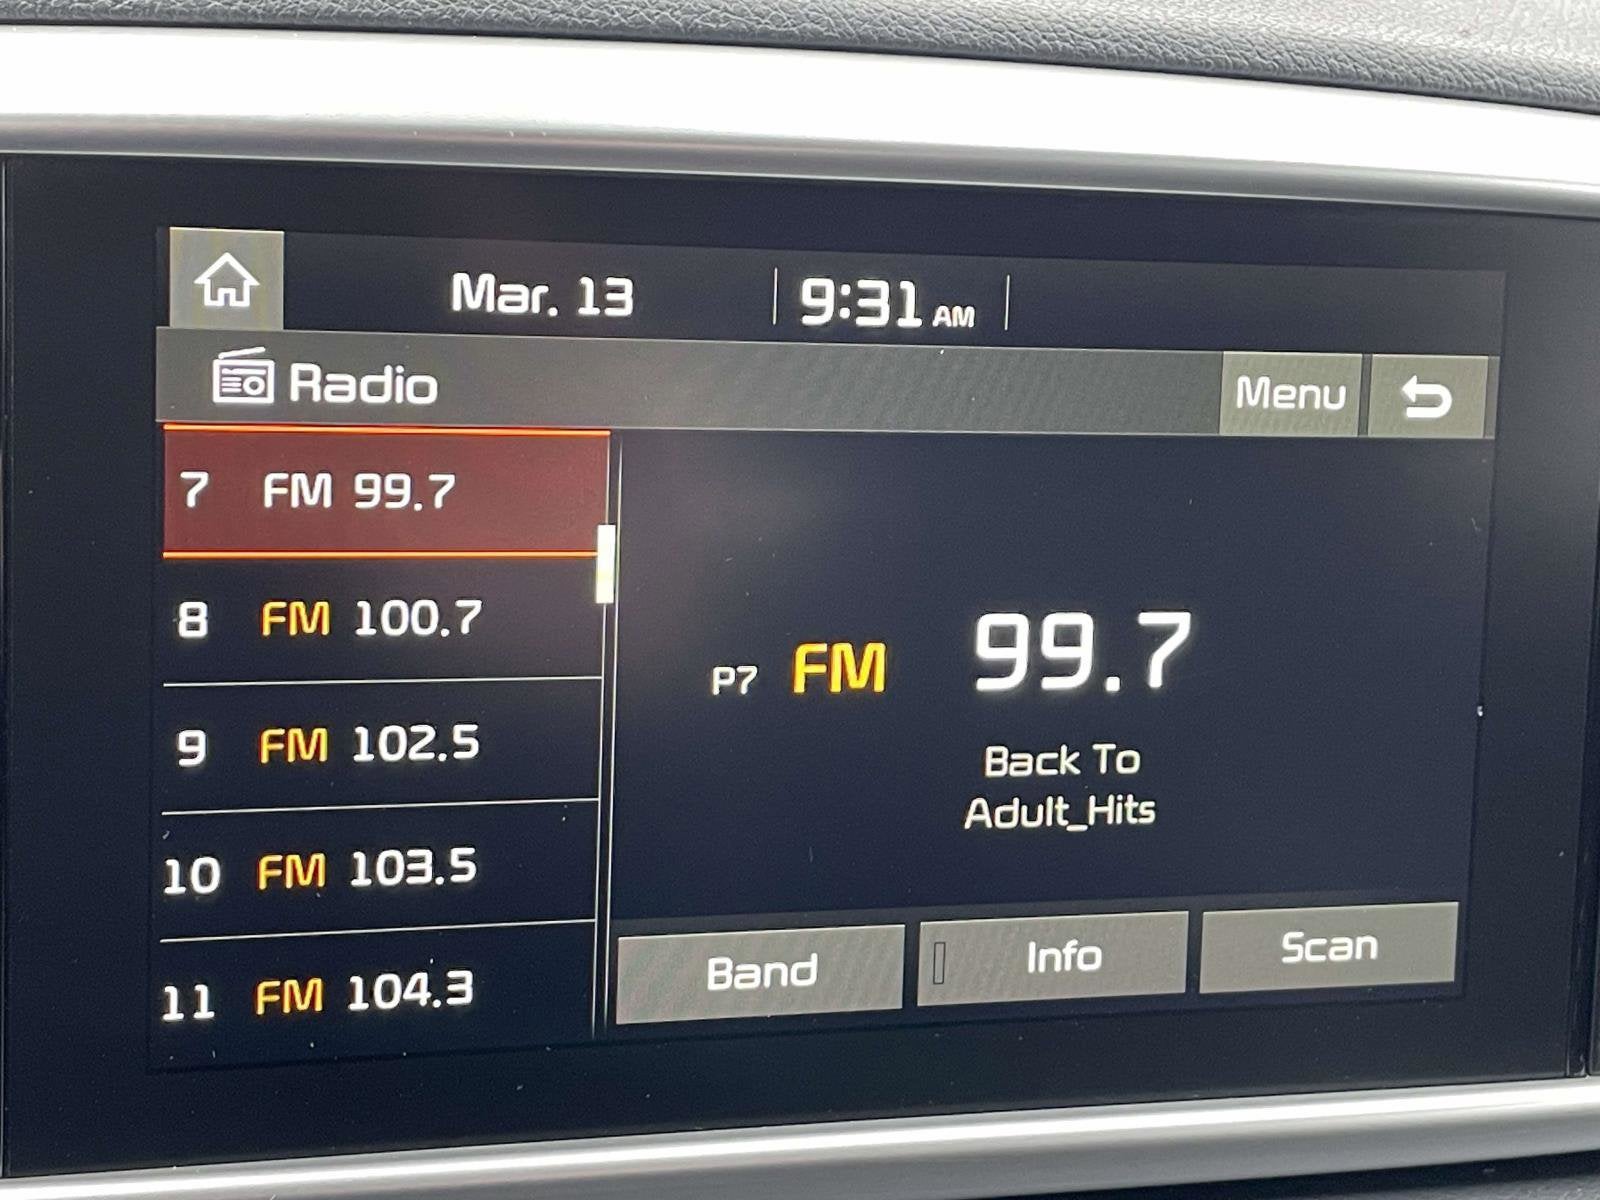 Mar. 13 9:31 AM
Radio Menu
7 FM 99.7
8 FM 100.7
9 FM 102.5
10 FM 103.5
11 FM 104.3
P7 FM 99.7
Back To
Adult_Hits
Band Info Scan